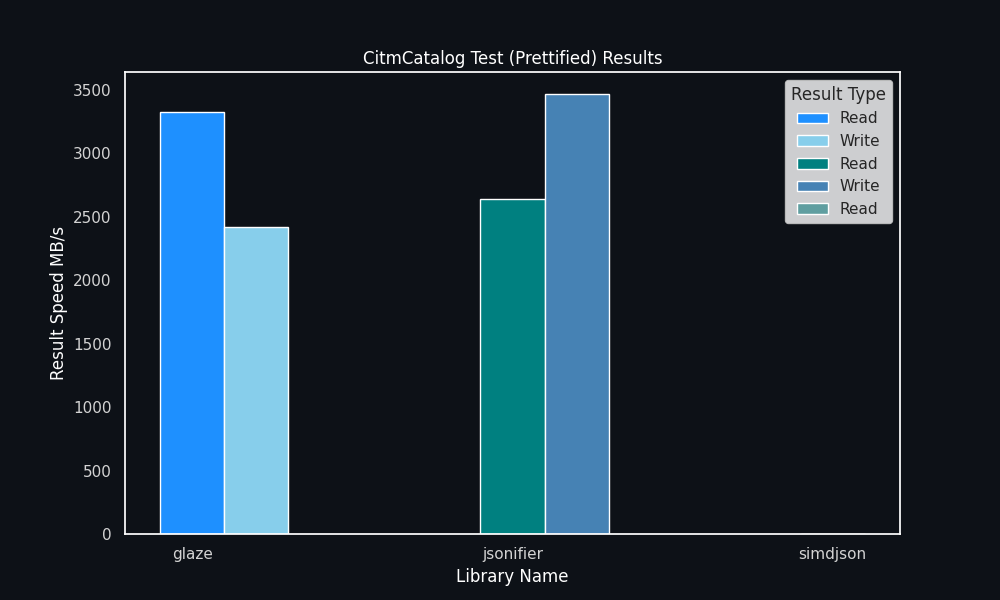 CitmCatalog Test (Prettified) Results
Result Speed MB/s
3500
3000
2500
2000
1500
1000
500
0
Result Type
Read
Write
Read
Write
Read
glaze
jsonifier
simdjson
Library Name